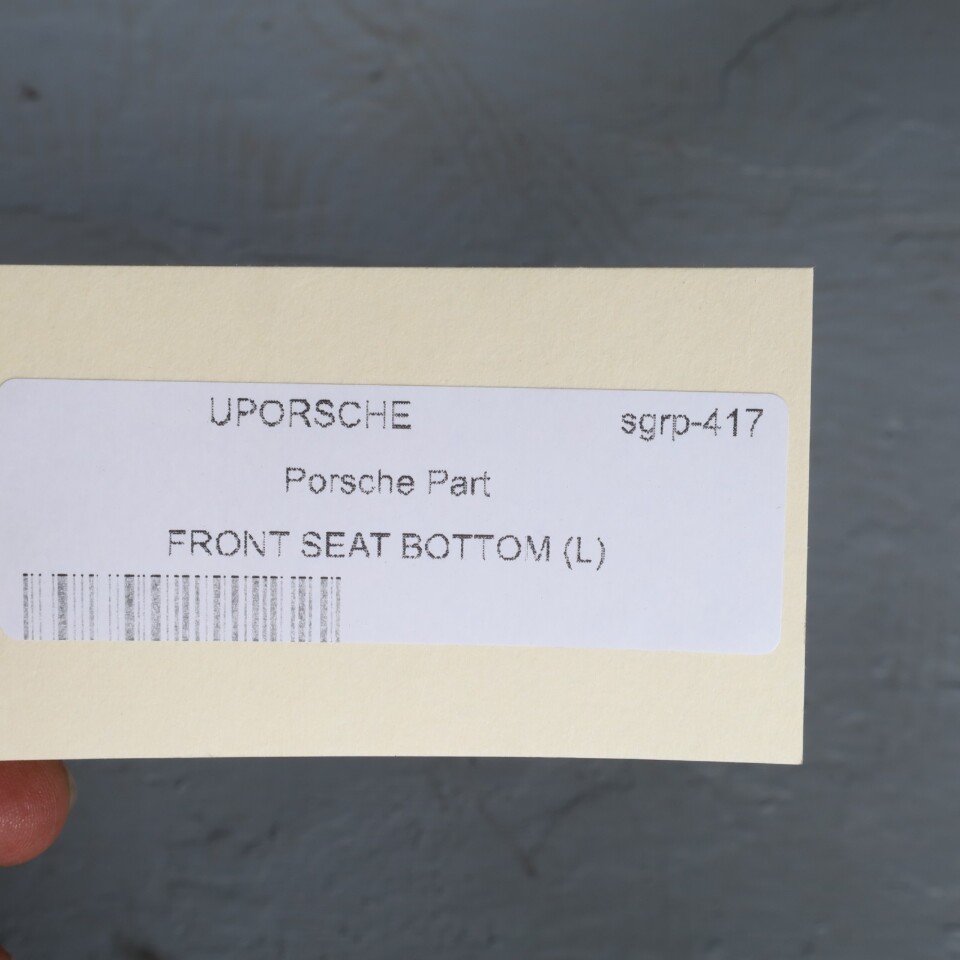 UPORSCHE sgrp-417
Porsche Part
FRONT SEAT BOTTOM (L)